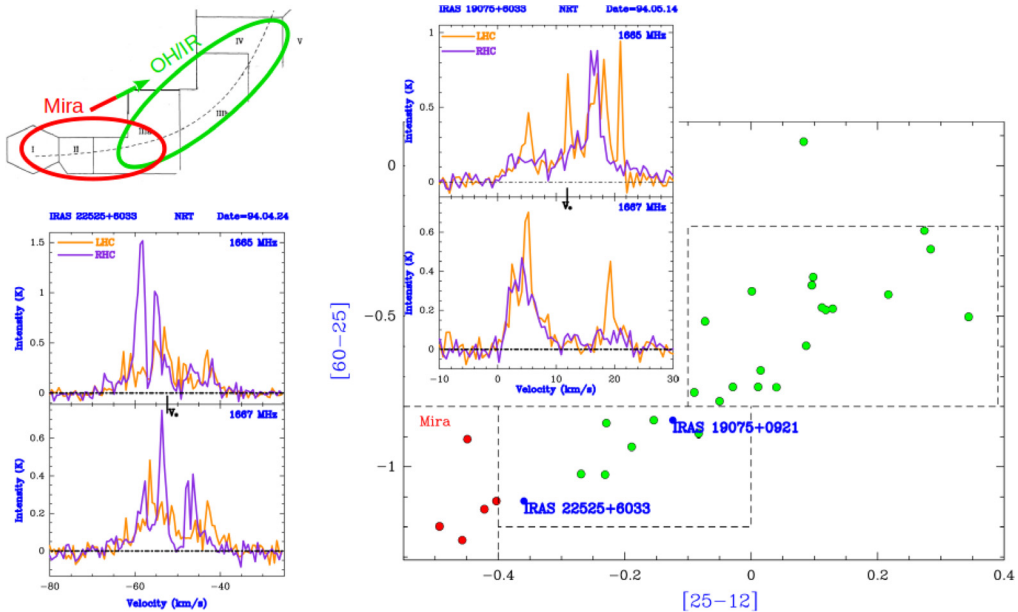 Mira
OH/IR
I
II
IIIa
IIIb
IV
V
IRAS 22525+6033 NRT Date=94.04.24
LHC
RHC
1665 MHz
Intensity (K)
1.5
1
0.5
0
V*
1667 MHz
Intensity (K)
0.6
0.4
0.2
0
−80 −60 −40
Velocity (km/s)
IRAS 19075+6033 NRT Date=94.05.14
LHC
RHC
1665 MHz
Intensity (K)
1
0.5
0
V*
1667 MHz
Intensity (K)
0.6
0.4
0.2
0
−10 0 10 20 30
Velocity (km/s)
[60−25]
0
−0.5
−1
Mira
IRAS 19075+0921
IRAS 22525+6033
−0.4 −0.2 0 0.2 0.4
[25−12]